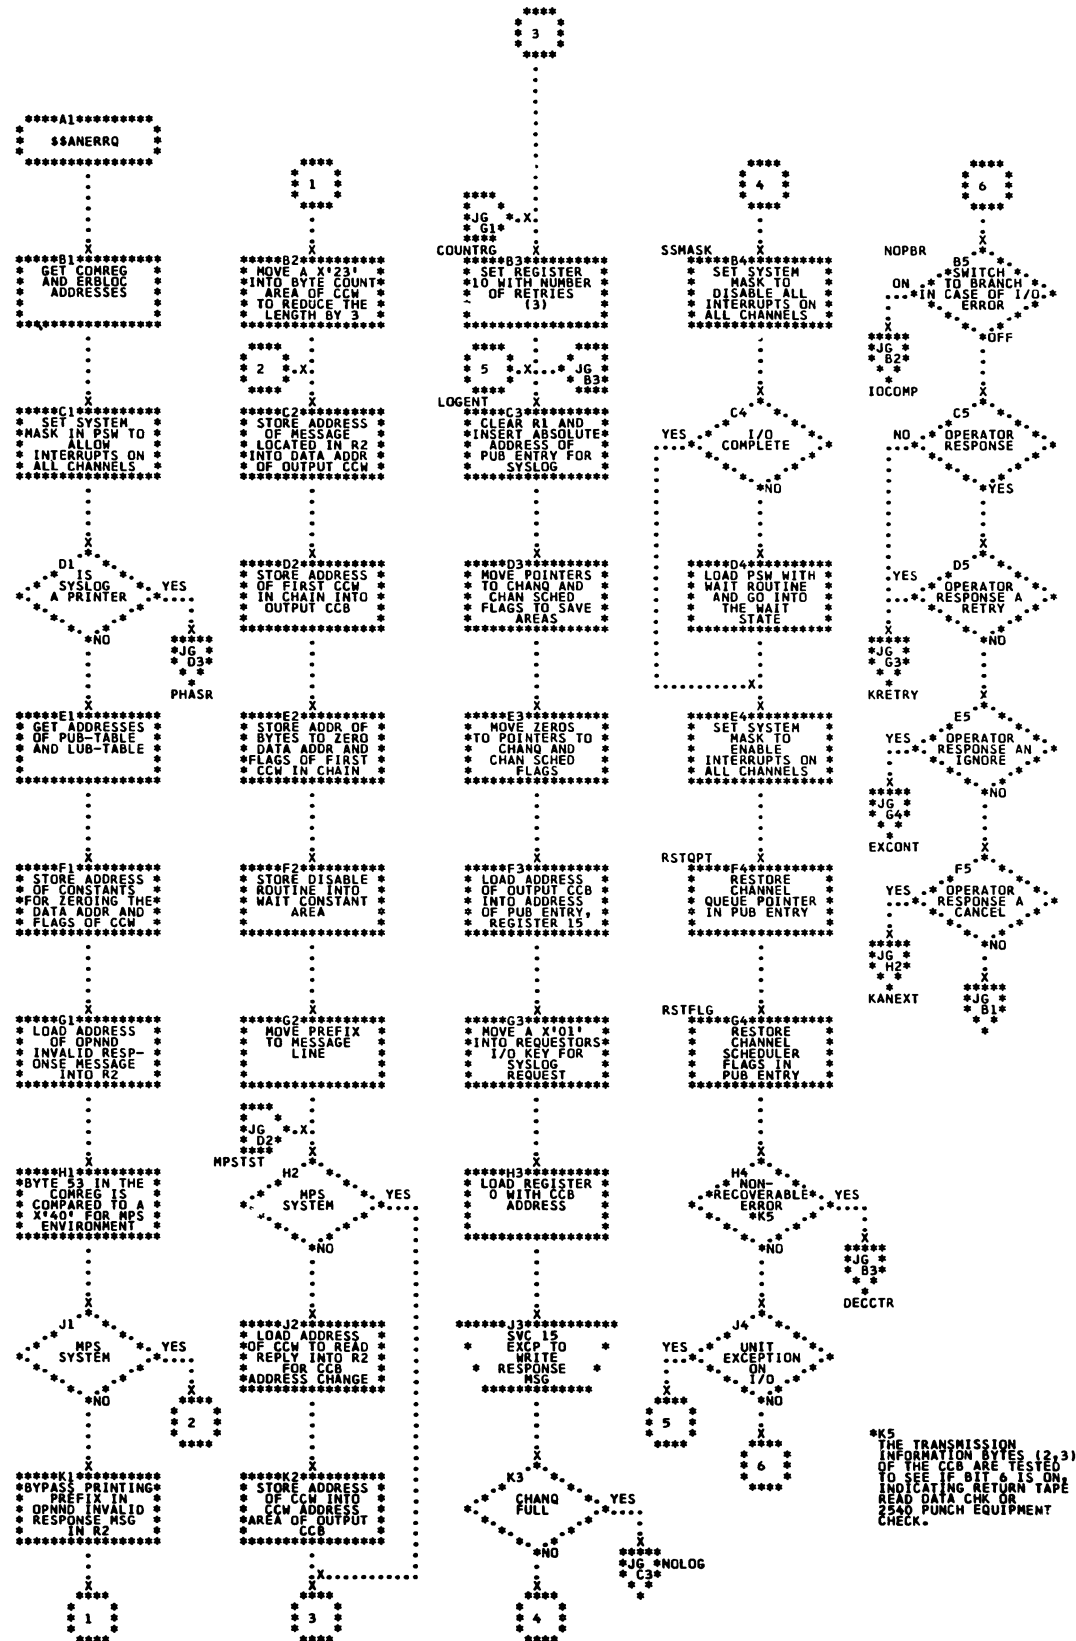 3
A1
$$ANERRQ
B1
GET COMREG
AND ERBLOC
ADDRESSES
C1
SET SYSTEM
MASK IN PSW TO
ALLOW
INTERRUPTS ON
ALL CHANNELS
D1
IS
SYSLOG
A PRINTER
YES
NO
JG
D3
PHASR
E1
GET ADDRESSES
OF PUB-TABLE
AND LUB-TABLE
F1
STORE ADDRESS
OF CONSTANTS
FOR ZEROING THE
DATA ADDR AND
FLAGS OF CCW
G1
LOAD ADDRESS
OF OPNND
INVALID RESP-
ONSE MESSAGE
INTO R2
H1
BYTE 53 IN THE
COMREG IS
COMPARED TO A
X'40' FOR MPS
ENVIRONMENT
J1
MPS
SYSTEM
YES
NO
2
K1
BYPASS PRINTING
PREFIX IN
OPNND INVALID
RESPONSE MSG
IN R2
1
1
B2
MOVE A X'23'
INTO BYTE COUNT
AREA OF CCW
TO REDUCE THE
LENGTH BY 3
2
C2
STORE ADDRESS
OF MESSAGE
LOCATED IN R2
INTO DATA ADDR
OF OUTPUT CCW
D2
STORE ADDRESS
OF FIRST CCW
IN CHAIN INTO
OUTPUT CCB
E2
STORE ADDR OF
BYTES TO ZERO
DATA ADDR AND
FLAGS OF FIRST
CCW IN CHAIN
F2
STORE DISABLE
ROUTINE INTO
WAIT CONSTANT
AREA
G2
MOVE PREFIX
TO MESSAGE
LINE
JG
D2
MPSTST
H2
MPS
SYSTEM
YES
NO
J2
LOAD ADDRESS
OF CCW TO READ
REPLY INTO R2
FOR CCB
ADDRESS CHANGE
K2
STORE ADDRESS
OF CCW INTO
CCW ADDRESS
AREA OF OUTPUT
CCB
3
JG
G1
COUNTRG
B3
SET REGISTER
10 WITH NUMBER
OF RETRIES
(3)
5
JG
B3
LOGENT
C3
CLEAR R1 AND
INSERT ABSOLUTE
ADDRESS OF
PUB ENTRY FOR
SYSLOG
D3
MOVE POINTERS
TO CHANQ AND
CHAN SCHED
FLAGS TO SAVE
AREAS
E3
MOVE ZEROS
TO POINTERS TO
CHANQ AND
CHAN SCHED
FLAGS
F3
LOAD ADDRESS
OF OUTPUT CCB
INTO ADDRESS
OF PUB ENTRY,
REGISTER 15
G3
MOVE A X'01'
INTO REQUESTORS
I/O KEY FOR
SYSLOG
REQUEST
H3
LOAD REGISTER
0 WITH CCB
ADDRESS
J3
SVC 15
EXCP TO
WRITE
RESPONSE
MSG
K3
CHANQ
FULL
YES
NO
JG
C3
NOLOG
4
4
SSMASK
B4
SET SYSTEM
MASK TO
DISABLE ALL
INTERRUPTS ON
ALL CHANNELS
C4
I/O
COMPLETE
YES
NO
D4
LOAD PSW WITH
WAIT ROUTINE
AND GO INTO
THE WAIT
STATE
E4
SET SYSTEM
MASK TO
ENABLE
INTERRUPTS ON
ALL CHANNELS
RSTQPT
F4
RESTORE
CHANNEL
QUEUE POINTER
IN PUB ENTRY
RSTFLG
G4
RESTORE
CHANNEL
SCHEDULER
FLAGS IN
PUB ENTRY
H4
NON-
RECOVERABLE
ERROR
*K5
YES
NO
JG
B3
DECCTR
J4
UNIT
EXCEPTION
ON
I/O
YES
NO
5
6
6
NOPBR
B5
SWITCH
TO BRANCH
IN CASE OF I/O
ERROR
ON
OFF
JG
B2
IOCOMP
C5
OPERATOR
RESPONSE
NO
YES
D5
OPERATOR
RESPONSE A
RETRY
YES
NO
JG
G3
KRETRY
E5
OPERATOR
RESPONSE AN
IGNORE
YES
NO
JG
G4
EXCONT
F5
OPERATOR
RESPONSE A
CANCEL
YES
NO
JG
H2
KANEXT
JG
B1
*K5
THE TRANSMISSION
INFORMATION BYTES (2,3)
OF THE CCB ARE TESTED
TO SEE IF BIT 6 IS ON,
INDICATING RETURN TAPE
READ DATA CHK OR
2540 PUNCH EQUIPMENT
CHECK.